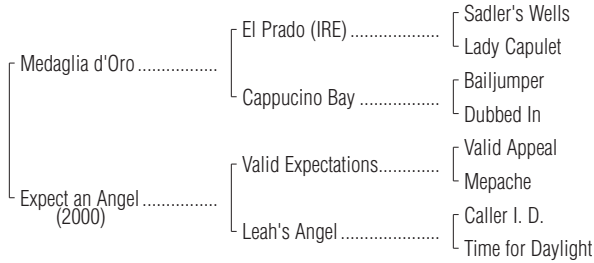 Sadler's Wells
El Prado (IRE) ...................
Lady Capulet
Medaglia d'Oro ................
Bailjumper
Cappucino Bay .................
Dubbed In
Valid Appeal
Valid Expectations.............
Mepache
Expect an Angel ...............
(2000)
Caller I. D.
Leah's Angel ....................
Time for Daylight